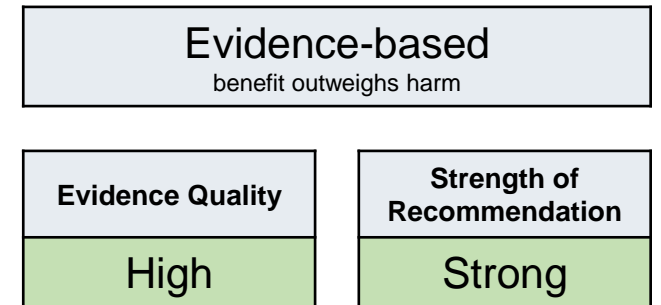 Evidence-based
benefit outweighs harm
Evidence Quality
Strength of
Recommendation
High
Strong